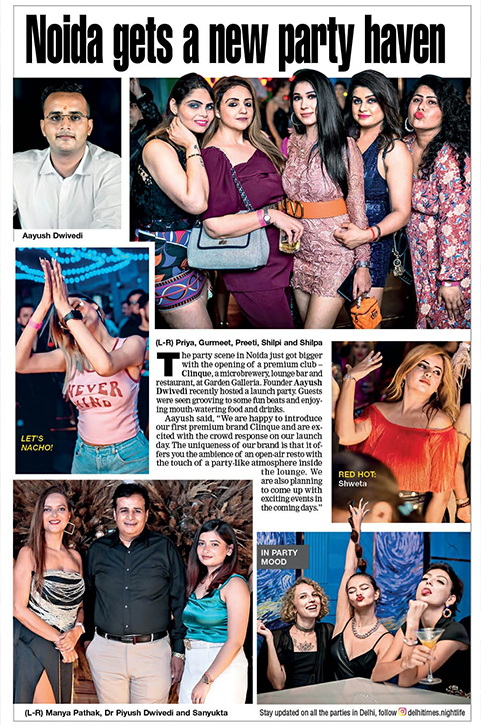 Noida gets a new party haven
Aayush Dwivedi
(L-R) Priya, Gurmeet, Preeti, Shilpi and Shilpa
The party scene in Noida just got bigger
with the opening of a premium club –
Clinque, a microbrewery, lounge bar and
restaurant, at Garden Galleria. Founder Aayush
Dwivedi recently hosted a launch party. Guests
were seen grooving to some fun beats and enjoy-
ing mouth-watering food and drinks.
Aayush said, “We are happy to introduce
our first premium brand Clinque and are ex-
cited with the crowd response on our launch
day. The uniqueness of our brand is that it of-
fers you the ambience of an open-air resto with
the touch of a party-like atmosphere inside
the lounge. We
are also planning
to come up with
exciting events in
the coming days.”
NEVER
MIND
LET'S
NACHO!
RED HOT:
Shweta
IN PARTY
MOOD
(L-R) Manya Pathak, Dr Piyush Dwivedi and Sanyukta
Stay updated on all the parties in Delhi, follow delhitimes.nightlife